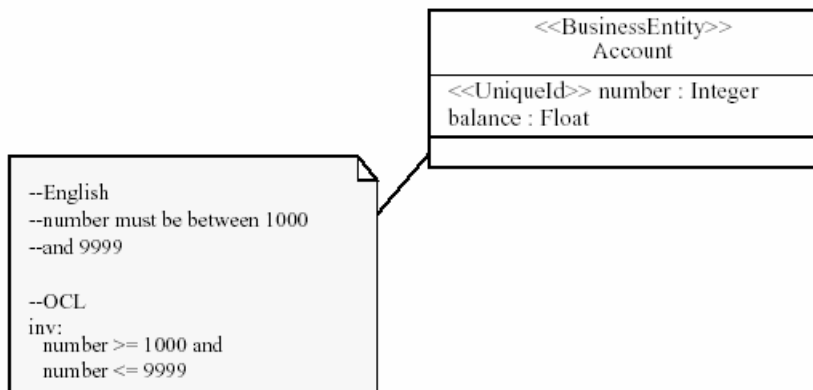 <<BusinessEntity>>
Account
<<UniqueId>> number : Integer
balance : Float
--English
--number must be between 1000
--and 9999
--OCL
inv:
number >= 1000 and
number <= 9999